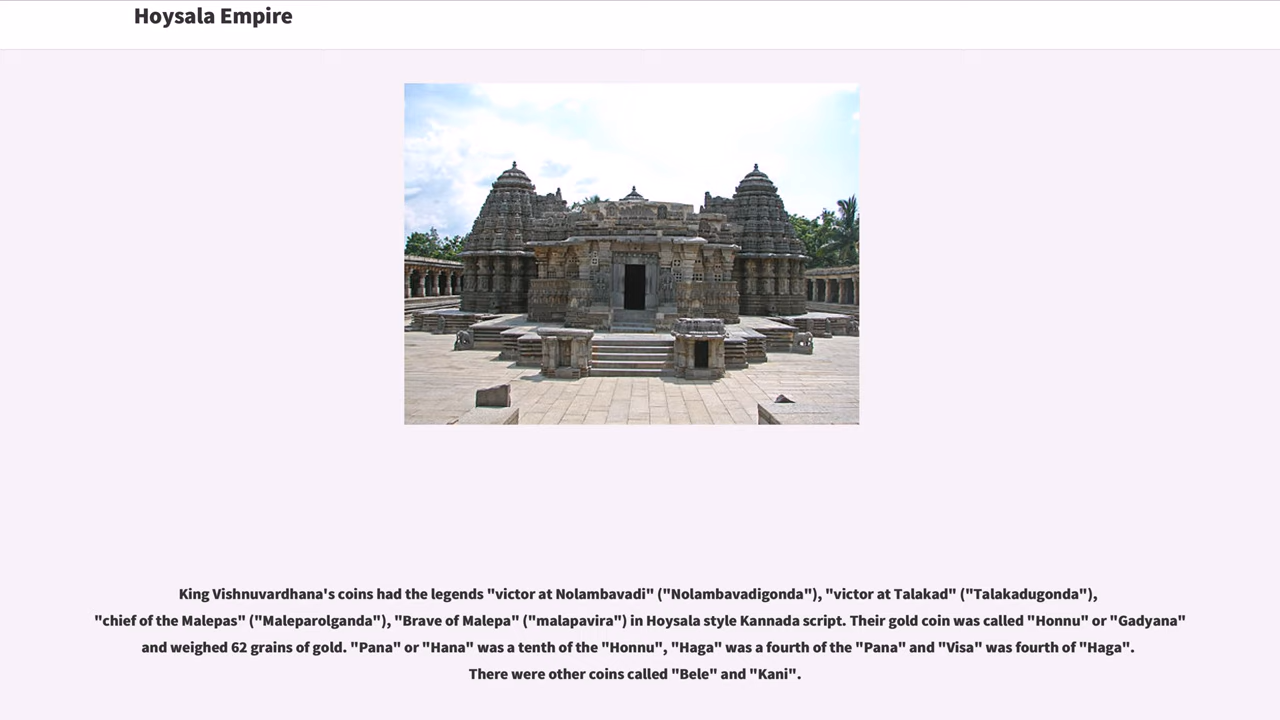 Hoysala Empire
King Vishnuvardhana's coins had the legends "victor at Nolambavadi" ("Nolambavadigonda"), "victor at Talakad" ("Talakadugonda"),
"chief of the Malepas" ("Maleparolganda"), "Brave of Malepa" ("malapavira") in Hoysala style Kannada script. Their gold coin was called "Honnu" or "Gadyana"
and weighed 62 grains of gold. "Pana" or "Hana" was a tenth of the "Honnu", "Haga" was a fourth of the "Pana" and "Visa" was fourth of "Haga".
There were other coins called "Bele" and "Kani".